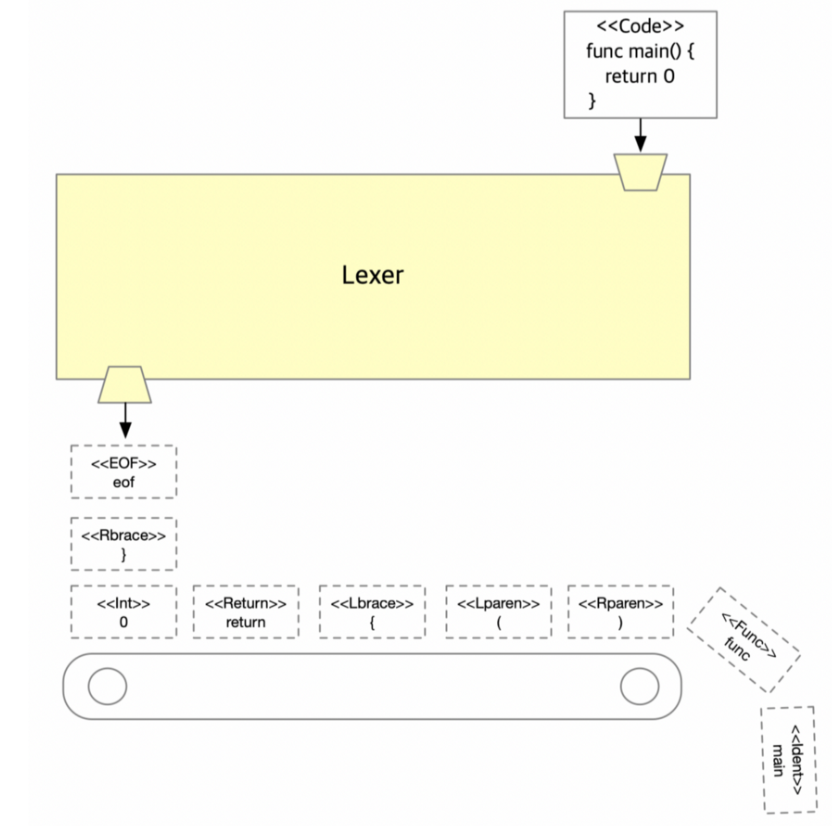 <<Code>>
func main() {
return 0
}
Lexer
<<EOF>>
eof
<<Rbrace>>
}
<<Int>>
0
<<Return>>
return
<<Lbrace>>
{
<<Lparen>>
(
<<Rparen>>
)
<<Func>>
func
<<Ident>>
main